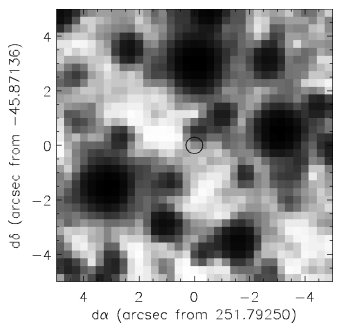 4
2
0
−2
−4
dδ (arcsec from −45.87136)
4 2 0 −2 −4
dα (arcsec from 251.79250)